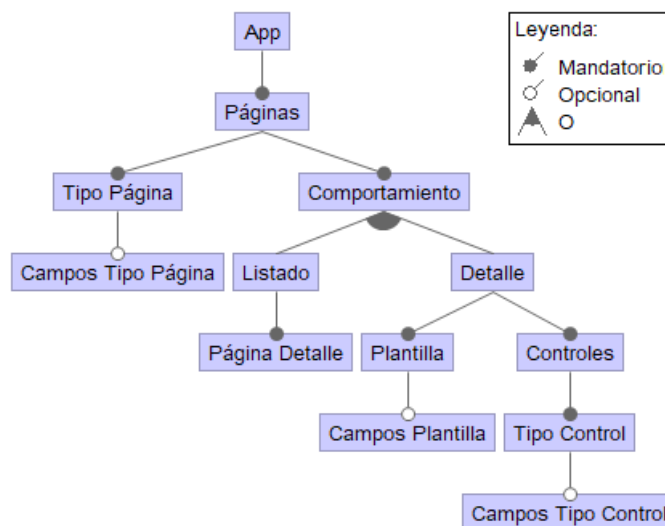 App
Leyenda:
Mandatorio
Opcional
O
Páginas
Tipo Página
Comportamiento
Campos Tipo Página
Listado
Detalle
Página Detalle
Plantilla
Controles
Campos Plantilla
Tipo Control
Campos Tipo Control